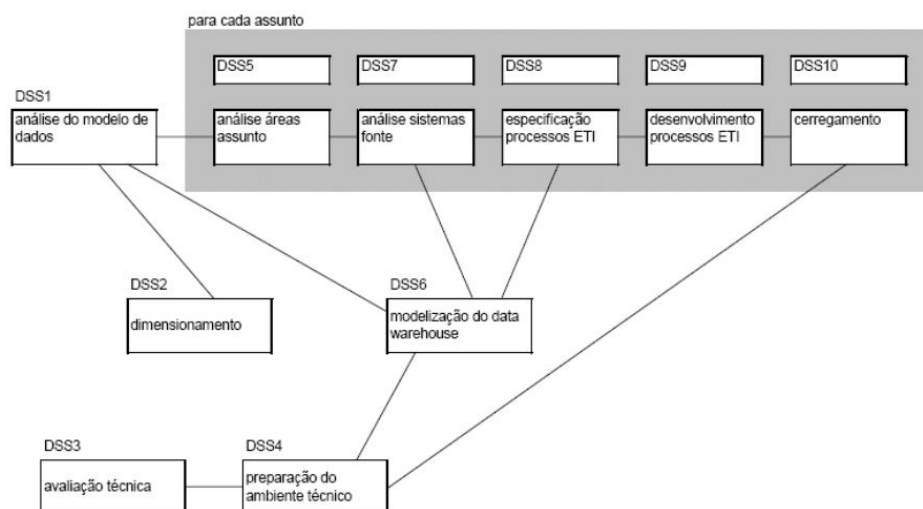 para cada assunto
DSS5
DSS7
DSS8
DSS9
DSS10
DSS1
análise do modelo de
dados
análise áreas
assunto
análise sistemas
fonte
especificação
processos ETI
desenvolvimento
processos ETI
cerregamento
DSS2
dimensionamento
DSS6
modelização do data
warehouse
DSS3
avaliação técnica
DSS4
preparação do
ambiente técnico